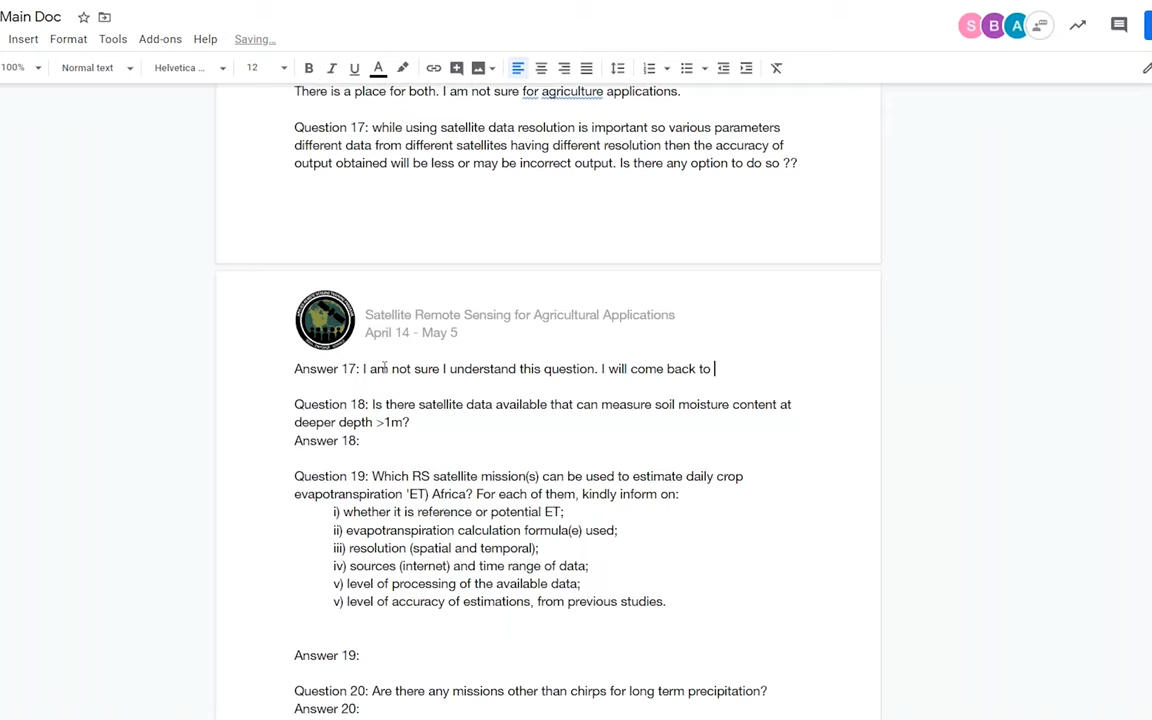 Main Doc
Insert Format Tools Add-ons Help Saving...
100% Normal text Helvetica ... 12 B I U A
S B A
There is a place for both. I am not sure for agriculture applications.
Question 17: while using satellite data resolution is important so various parameters
different data from different satellites having different resolution then the accuracy of
output obtained will be less or may be incorrect output. Is there any option to do so ??
Satellite Remote Sensing for Agricultural Applications
April 14 - May 5
Answer 17: I am not sure I understand this question. I will come back to
Question 18: Is there satellite data available that can measure soil moisture content at
deeper depth >1m?
Answer 18:
Question 19: Which RS satellite mission(s) can be used to estimate daily crop
evapotranspiration 'ET) Africa? For each of them, kindly inform on:
i) whether it is reference or potential ET;
ii) evapotranspiration calculation formula(e) used;
iii) resolution (spatial and temporal);
iv) sources (internet) and time range of data;
v) level of processing of the available data;
v) level of accuracy of estimations, from previous studies.
Answer 19:
Question 20: Are there any missions other than chirps for long term precipitation?
Answer 20: